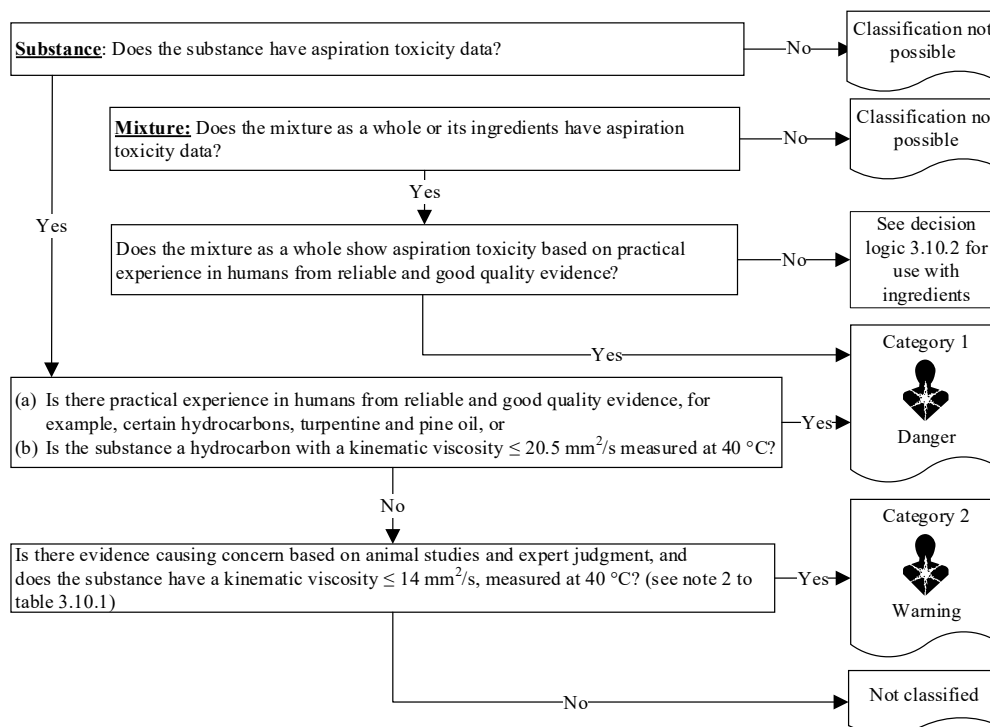 Substance: Does the substance have aspiration toxicity data?
No
Classification not
possible
Mixture: Does the mixture as a whole or its ingredients have aspiration
toxicity data?
No
Classification no
possible
Yes
Yes
Does the mixture as a whole show aspiration toxicity based on practical
experience in humans from reliable and good quality evidence?
No
See decision
logic 3.10.2 for
use with
ingredients
Yes
Category 1
Danger
(a) Is there practical experience in humans from reliable and good quality evidence, for
example, certain hydrocarbons, turpentine and pine oil, or
(b) Is the substance a hydrocarbon with a kinematic viscosity ≤ 20.5 mm²/s measured at 40 °C?
Yes
No
Category 2
Warning
Is there evidence causing concern based on animal studies and expert judgment, and
does the substance have a kinematic viscosity ≤ 14 mm²/s, measured at 40 °C? (see note 2 to
table 3.10.1)
Yes
No
Not classified